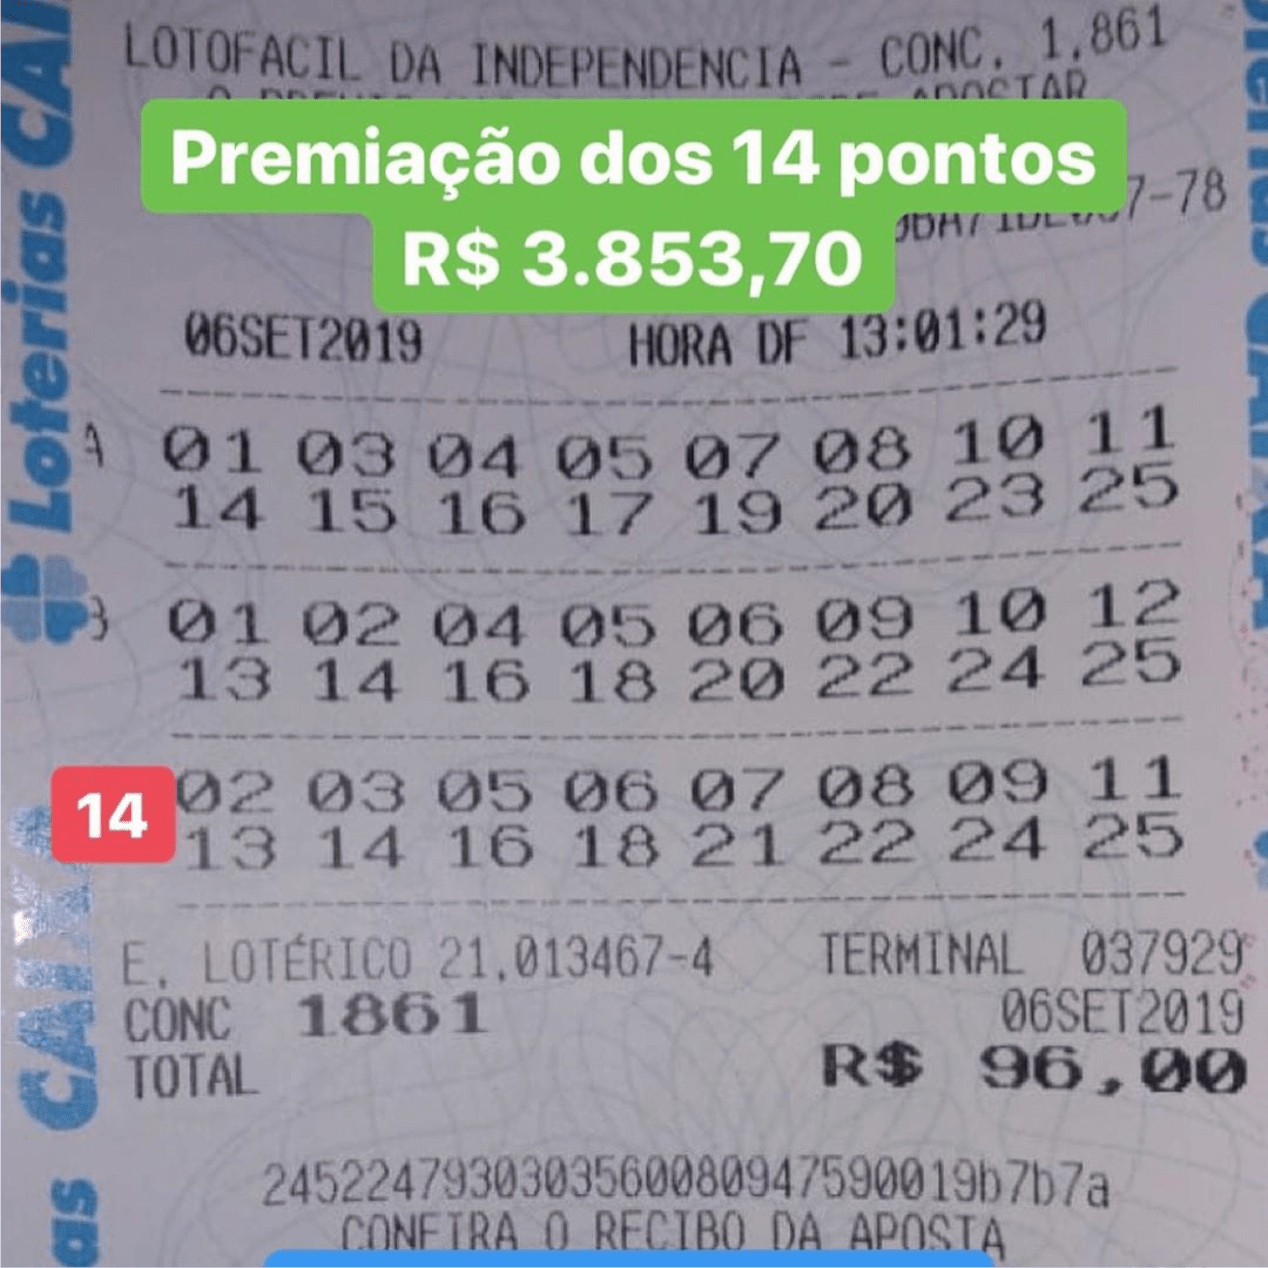 LOTOFACIL DA INDEPENDENCIA - CONC. 1.861
APOSTAR
Premiação dos 14 pontos
7-78
R$ 3.853,70
06SET2019 HORA DF 13:01:29
A 01 03 04 05 07 08 10 11
14 15 16 17 19 20 23 25
B 01 02 04 05 06 09 10 12
13 14 16 18 20 22 24 25
14 02 03 05 06 07 08 09 11
13 14 16 18 21 22 24 25
E. LOTÉRICO 21.013467-4 TERMINAL 037929
CONC 1861 06SET2019
TOTAL R$ 96,00
2452247930303560080947590019b7b7a
CONFIRA O RECIBO DA APOSTA
Loterias CAI
CAIXA
as